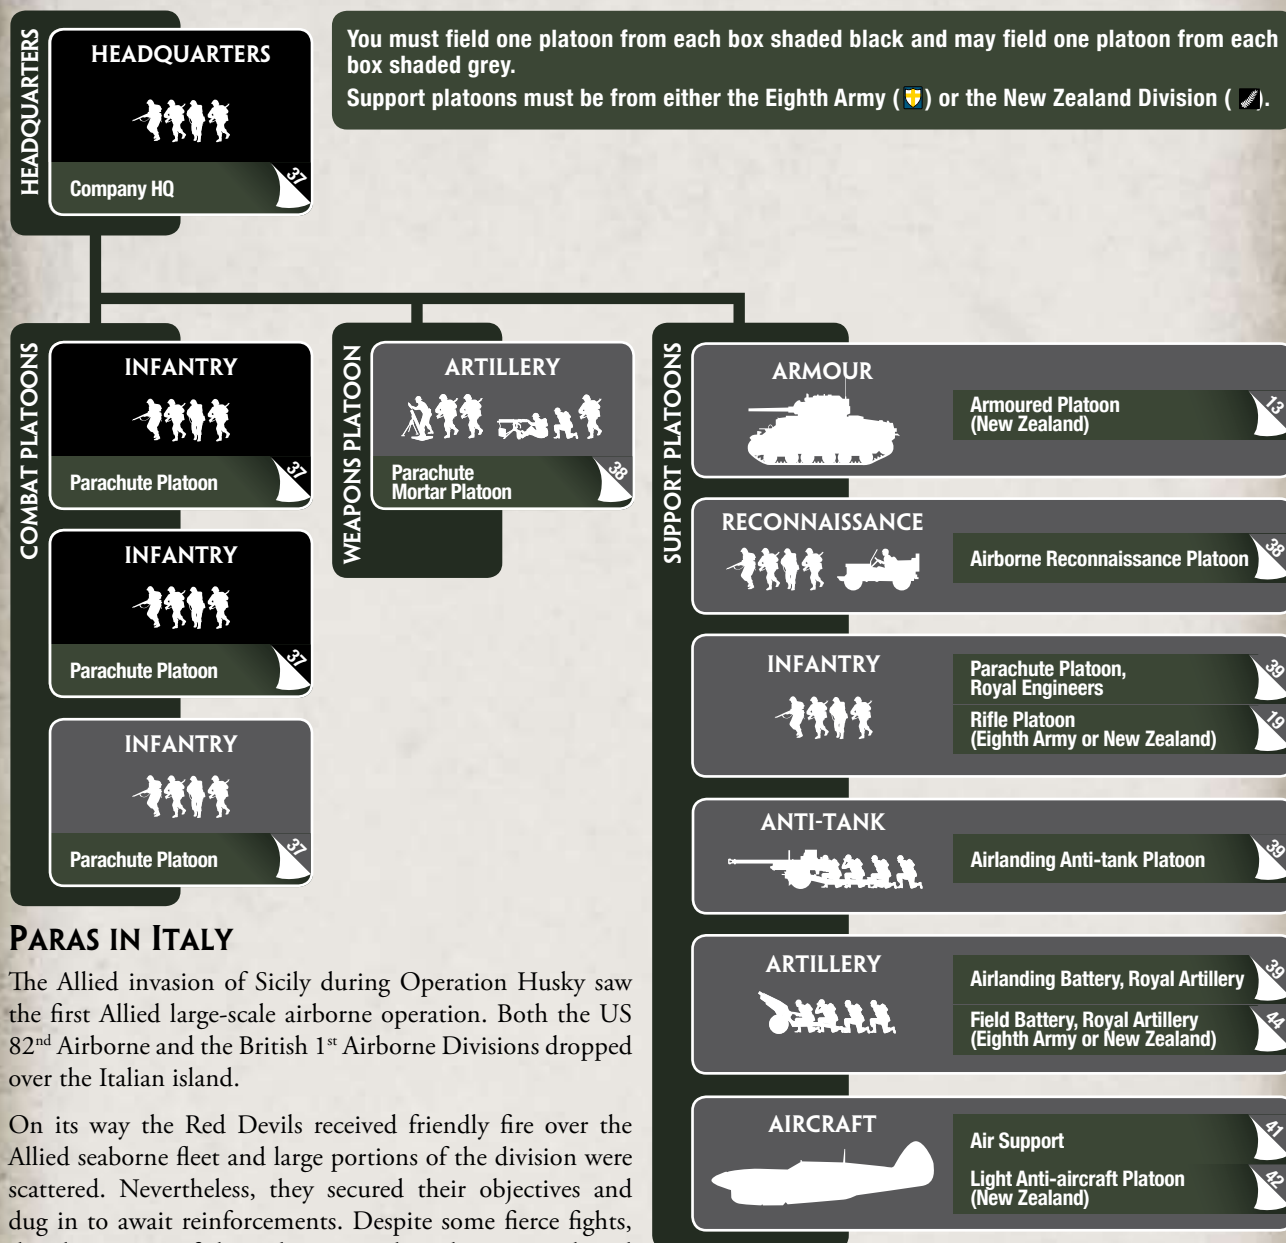 HEADQUARTERS
HEADQUARTERS
Company HQ
37
You must field one platoon from each box shaded black and may field one platoon from each
box shaded grey.
Support platoons must be from either the Eighth Army ( ) or the New Zealand Division ( ).
COMBAT PLATOONS
INFANTRY
Parachute Platoon
37
INFANTRY
Parachute Platoon
37
INFANTRY
Parachute Platoon
37
WEAPONS PLATOON
ARTILLERY
Parachute
Mortar Platoon
38
SUPPORT PLATOONS
ARMOUR
Armoured Platoon
(New Zealand)
13
RECONNAISSANCE
Airborne Reconnaissance Platoon
38
INFANTRY
Parachute Platoon,
Royal Engineers
39
Rifle Platoon
(Eighth Army or New Zealand)
19
ANTI-TANK
Airlanding Anti-tank Platoon
39
ARTILLERY
Airlanding Battery, Royal Artillery
39
Field Battery, Royal Artillery
(Eighth Army or New Zealand)
44
AIRCRAFT
Air Support
41
Light Anti-aircraft Platoon
(New Zealand)
42
PARAS IN ITALY
The Allied invasion of Sicily during Operation Husky saw
the first Allied large-scale airborne operation. Both the US
82nd Airborne and the British 1st Airborne Divisions dropped
over the Italian island.
On its way the Red Devils received friendly fire over the
Allied seaborne fleet and large portions of the division were
scattered. Nevertheless, they secured their objectives and
dug in to await reinforcements. Despite some fierce fights,